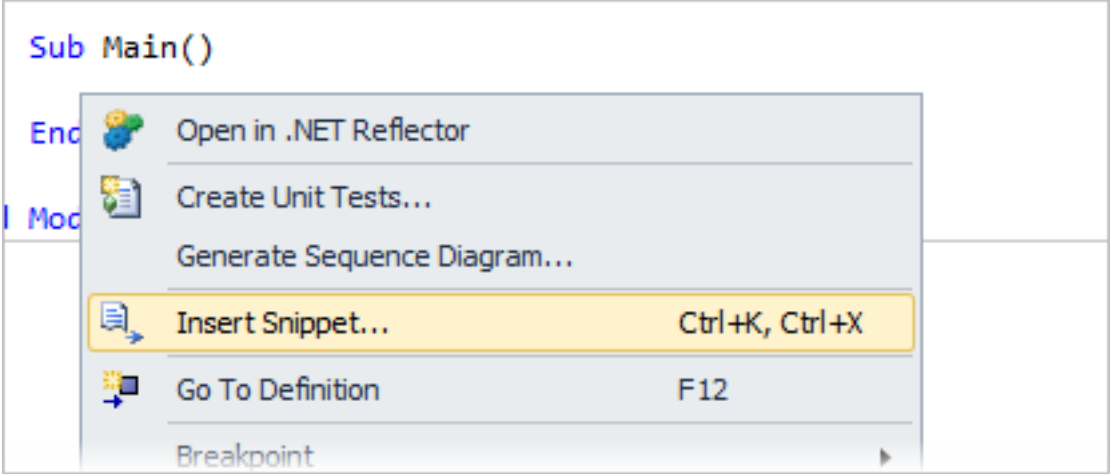 Sub Main()
End
Mod
Open in .NET Reflector
Create Unit Tests...
Generate Sequence Diagram...
Insert Snippet... Ctrl+K, Ctrl+X
Go To Definition F12
Breakpoint